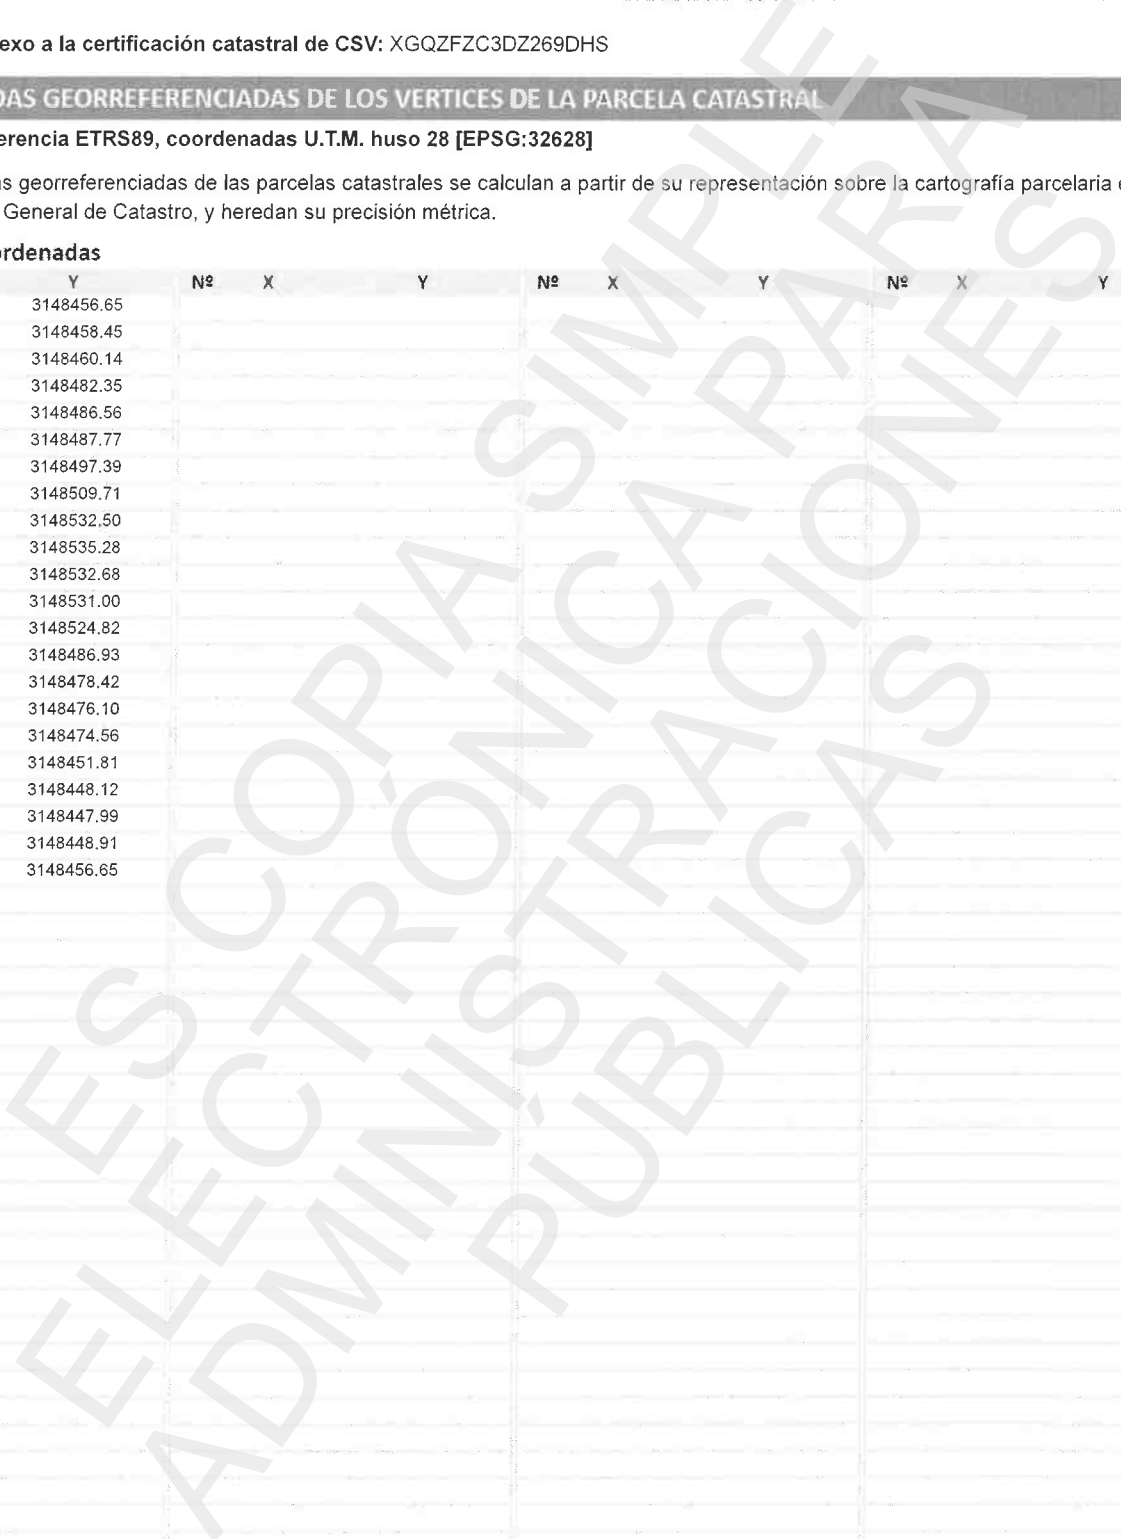 exo a la certificación catastral de CSV: XGQZFZC3DZ269DHS
DAS GEORREFERENCIADAS DE LOS VERTICES DE LA PARCELA CATASTRAL
erencia ETRS89, coordenadas U.T.M. huso 28 [EPSG:32628]
as georreferenciadas de las parcelas catastrales se calculan a partir de su representación sobre la cartografía parcelaria
General de Catastro, y heredan su precisión métrica.
ordenadas
Y Nº X Y Nº X Y Nº X Y
3148456.65
3148458.45
3148460.14
3148482.35
3148486.56
3148487.77
3148497.39
3148509.71
3148532.50
3148535.28
3148532.68
3148531.00
3148524.82
3148486.93
3148478.42
3148476.10
3148474.56
3148451.81
3148448.12
3148447.99
3148448.91
3148456.65
ES COPIA SIMPLE
ELECTRÓNICA PARA
ADMINISTRACIONES
PÚBLICAS